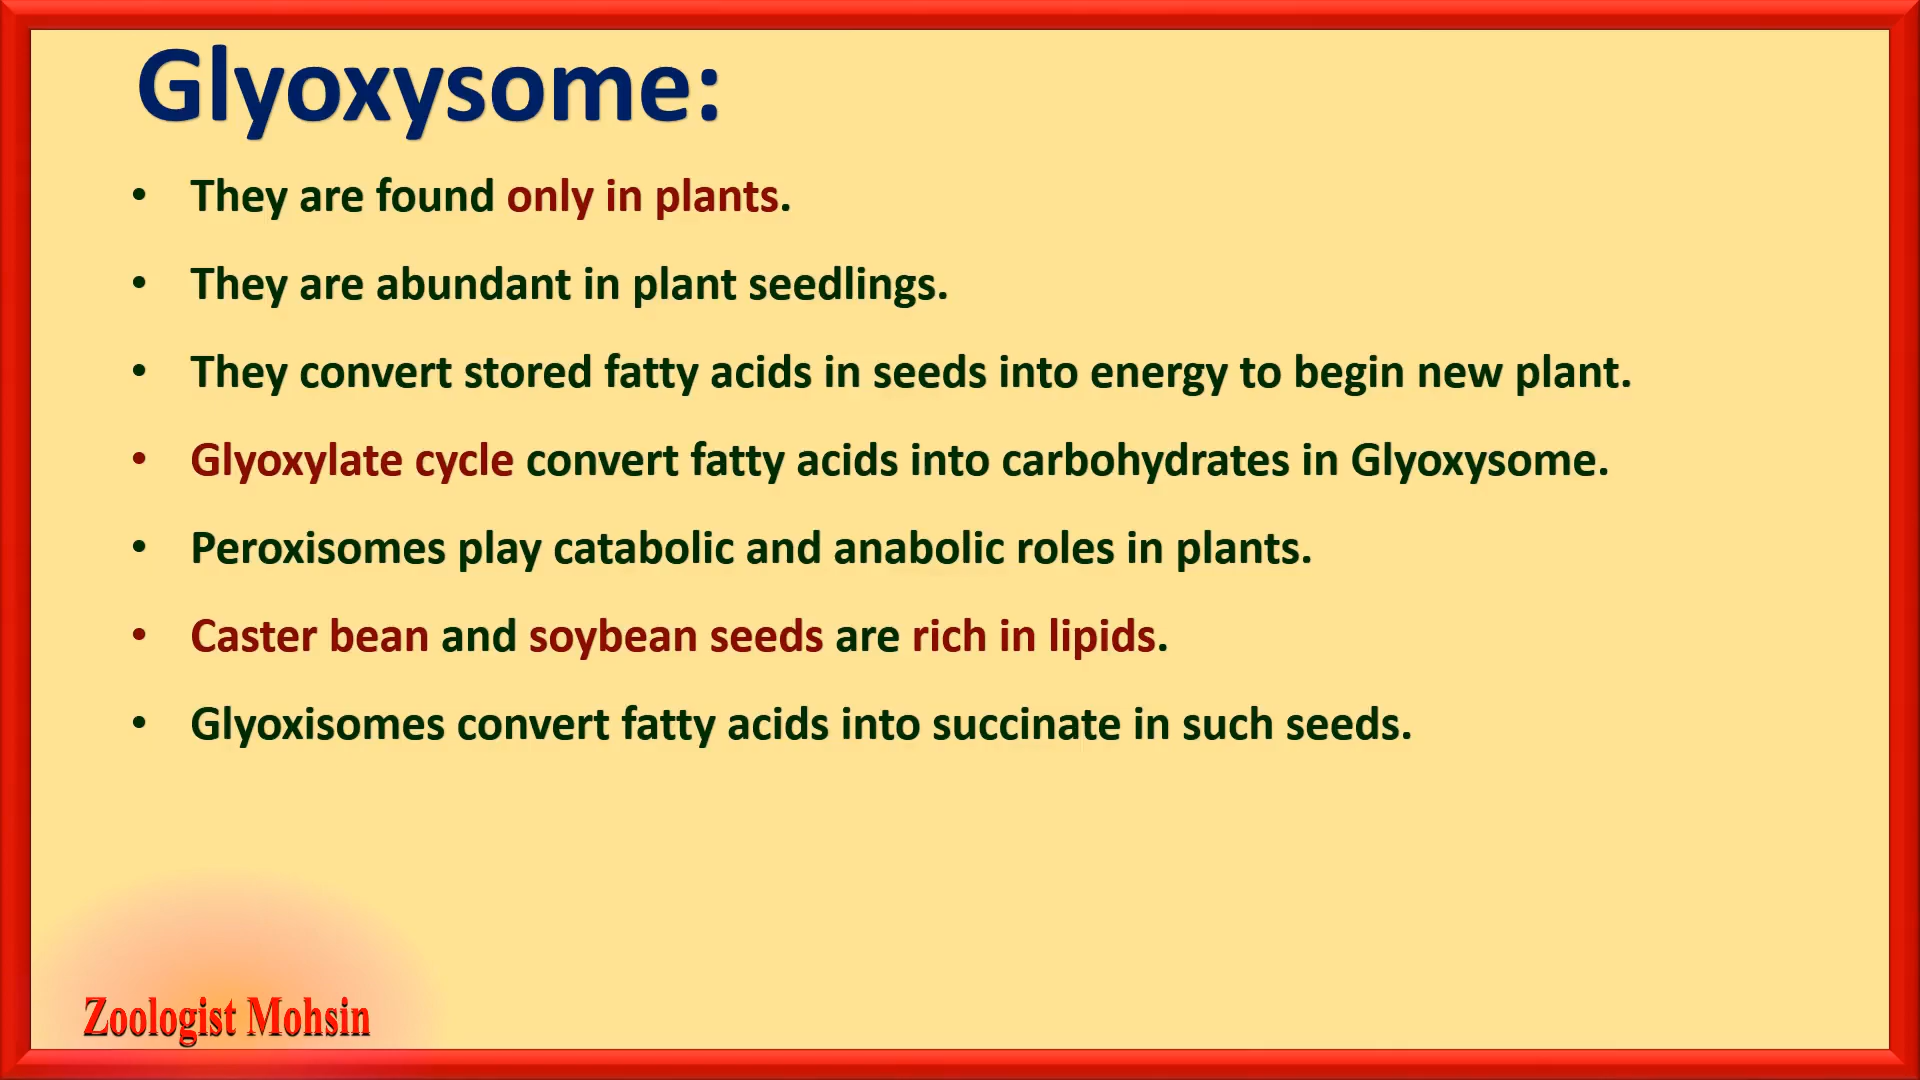 Glyoxysome:
• They are found only in plants.
• They are abundant in plant seedlings.
• They convert stored fatty acids in seeds into energy to begin new plant.
• Glyoxylate cycle convert fatty acids into carbohydrates in Glyoxysome.
• Peroxisomes play catabolic and anabolic roles in plants.
• Caster bean and soybean seeds are rich in lipids.
• Glyoxisomes convert fatty acids into succinate in such seeds.
Zoologist Mohsin